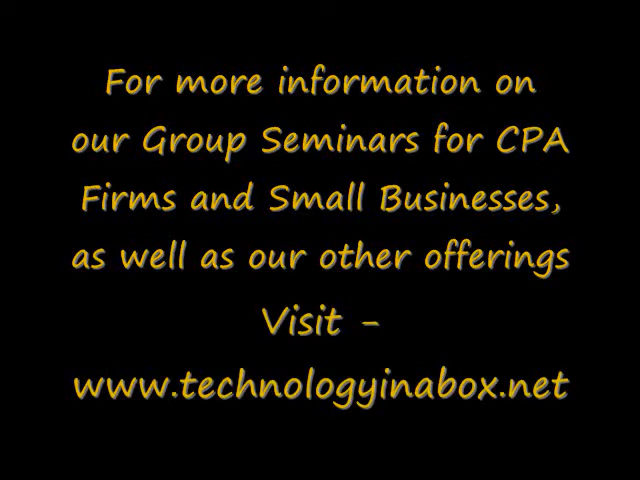 For more information on
our Group Seminars for CPA
Firms and Small Businesses,
as well as our other offerings
Visit -
www.technologyinabox.net